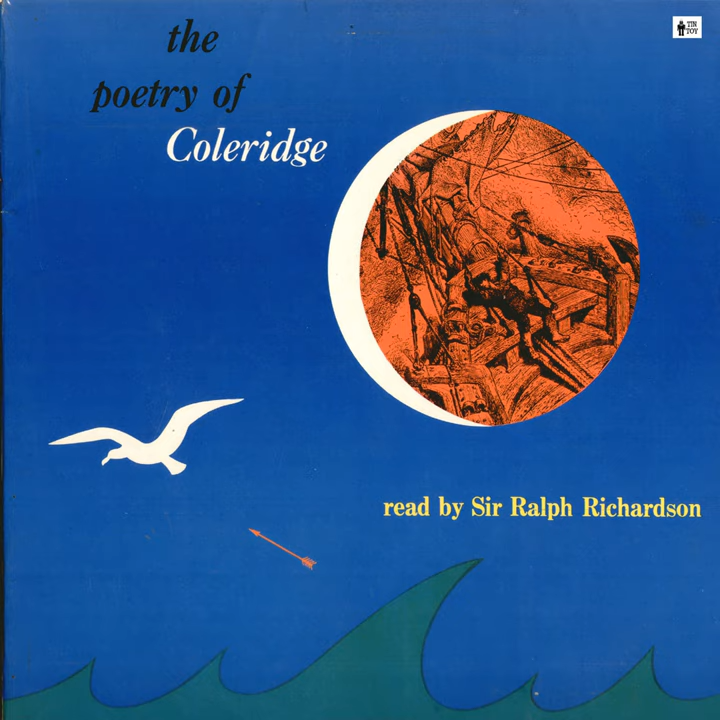 the
poetry of
Coleridge
TIN
TOY
read by Sir Ralph Richardson